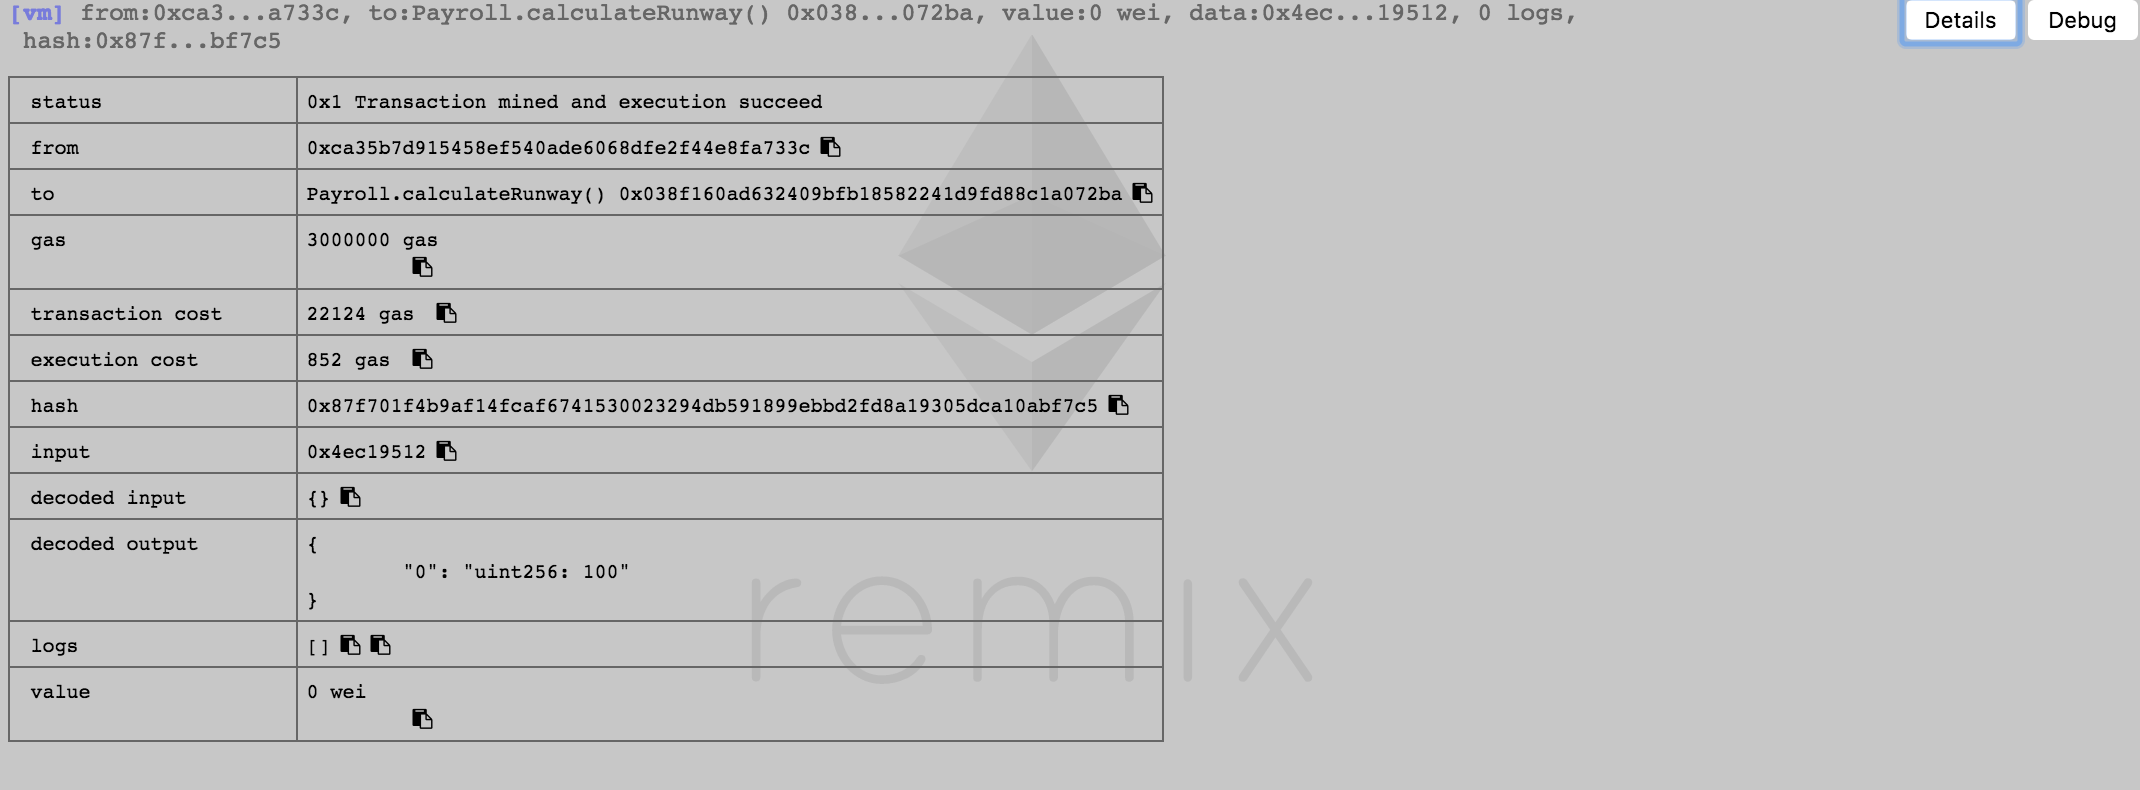 [vm] from:0xca3...a733c, to:Payroll.calculateRunway() 0x038...072ba, value:0 wei, data:0x4ec...19512, 0 logs,
hash:0x87f...bf7c5
Details Debug
status 0x1 Transaction mined and execution succeed
from 0xca35b7d915458ef540ade6068dfe2f44e8fa733c
to Payroll.calculateRunway() 0x038f160ad632409bfb18582241d9fd88c1a072ba
gas 3000000 gas
transaction cost 22124 gas
execution cost 852 gas
hash 0x87f701f4b9af14fcaf6741530023294db591899ebbd2fd8a19305dca10abf7c5
input 0x4ec19512
decoded input {}
decoded output {
"0": "uint256: 100"
}
logs []
value 0 wei
remix